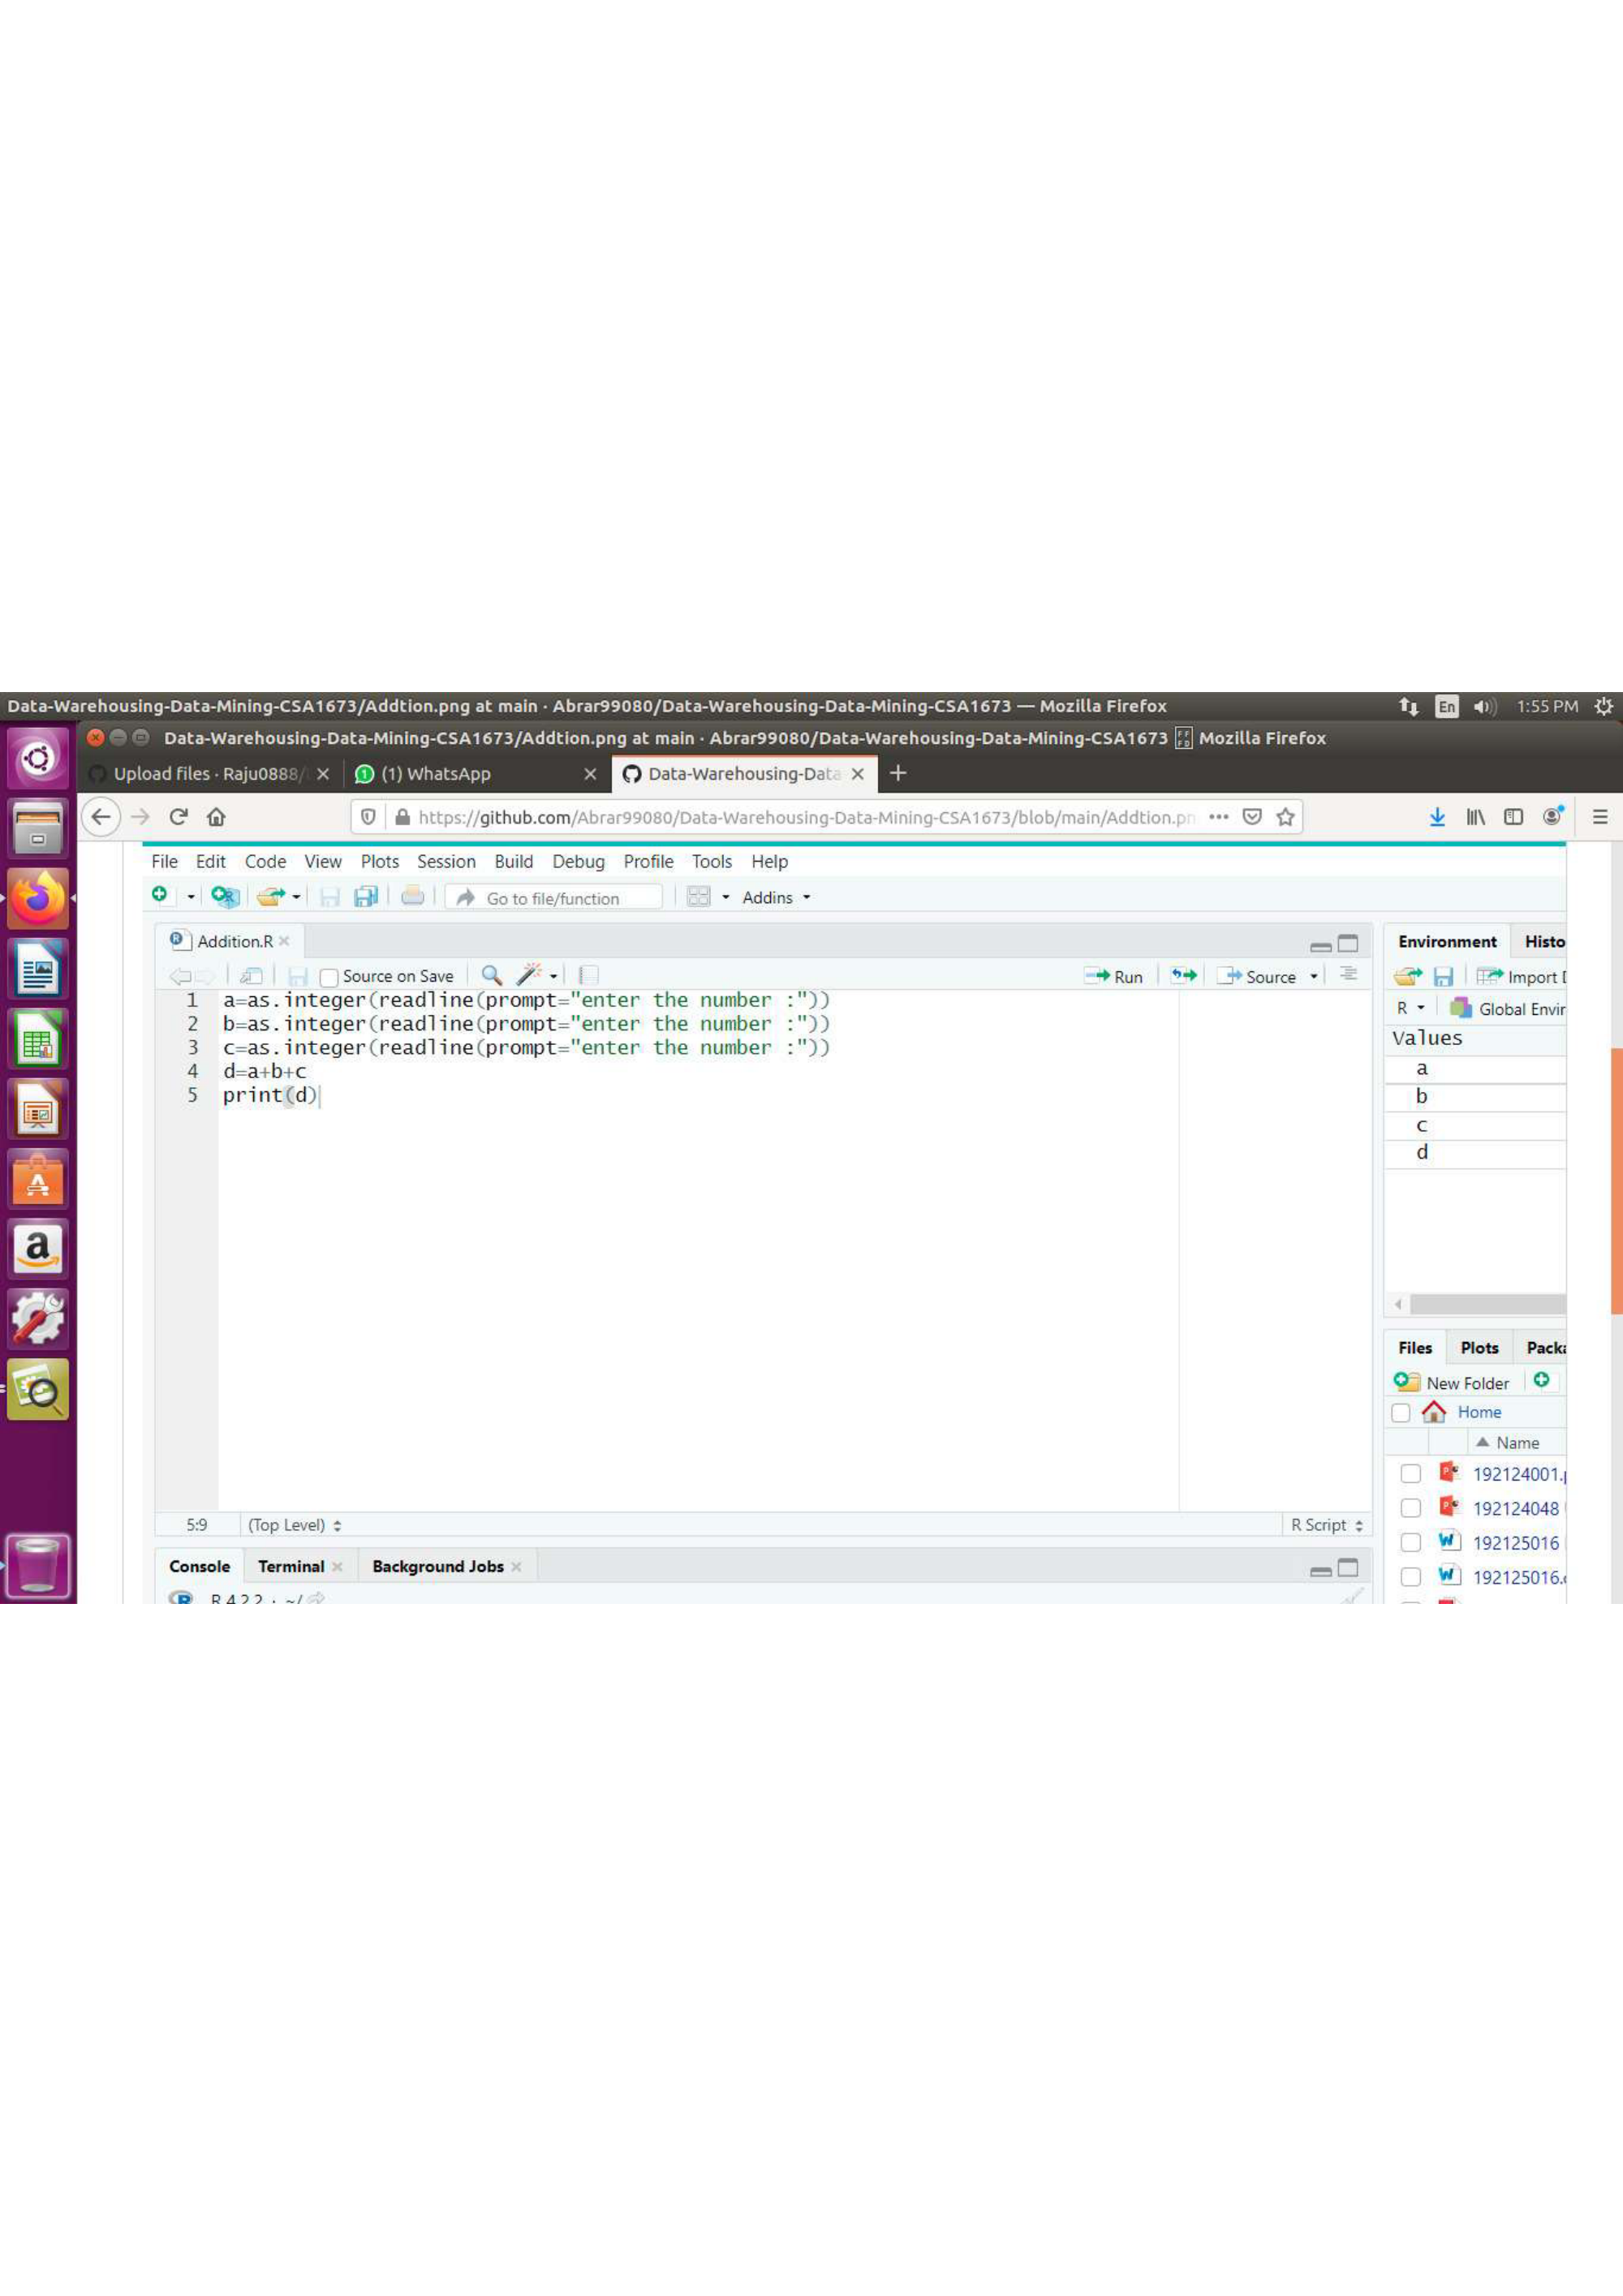 Data-Warehousing-Data-Mining-CSA1673/Addtion.png at main · Abrar99080/Data-Warehousing-Data-Mining-CSA1673 — Mozilla Firefox
En
1:55 PM
Data-Warehousing-Data-Mining-CSA1673/Addtion.png at main · Abrar99080/Data-Warehousing-Data-Mining-CSA1673 Mozilla Firefox
Upload files · Raju0888/
(1) WhatsApp
Data-Warehousing-Data
https://github.com/Abrar99080/Data-Warehousing-Data-Mining-CSA1673/blob/main/Addtion.pn
File Edit Code View Plots Session Build Debug Profile Tools Help
Go to file/function
Addins
Addition.R
Source on Save
Run
Source
1 a=as.integer(readline(prompt="enter the number :"))
2 b=as.integer(readline(prompt="enter the number :"))
3 c=as.integer(readline(prompt="enter the number :"))
4 d=a+b+c
5 print(d)
5:9 (Top Level)
R Script
Console Terminal Background Jobs
R 4.2.2 · ~/
Environment Histo
Import D
R Global Envir
Values
a
b
c
d
Files Plots Packa
New Folder
Home
Name
192124001.p
192124048
192125016
192125016.d